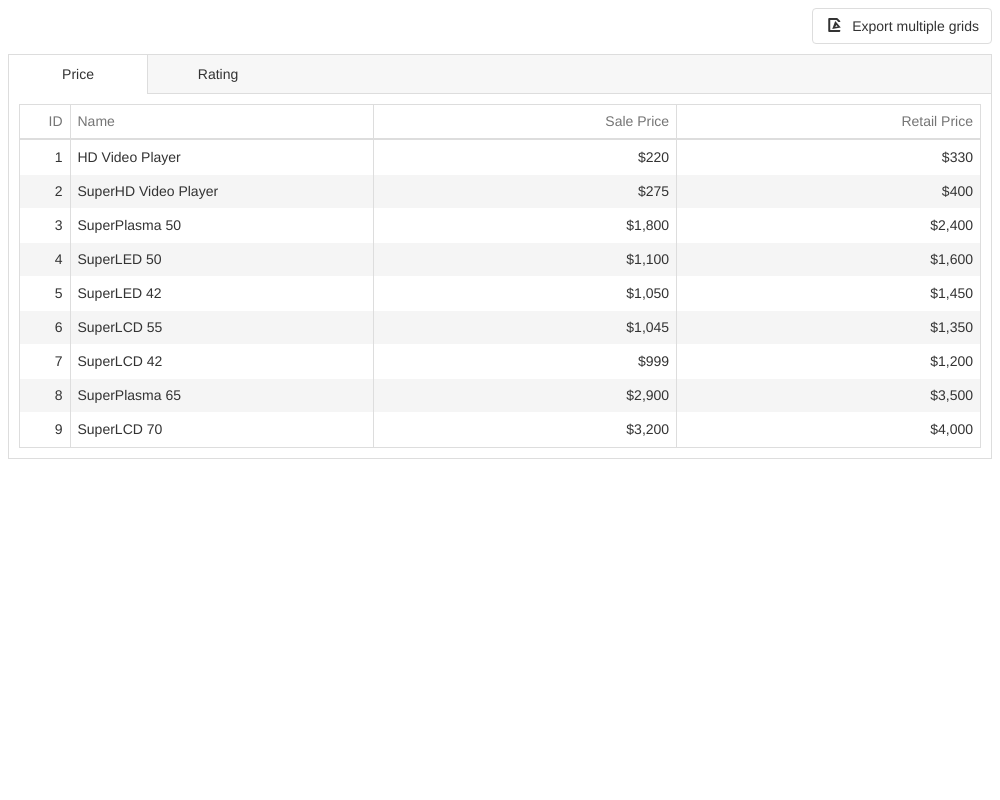 Export multiple grids
Price Rating
ID Name Sale Price Retail Price
1 HD Video Player $220 $330
2 SuperHD Video Player $275 $400
3 SuperPlasma 50 $1,800 $2,400
4 SuperLED 50 $1,100 $1,600
5 SuperLED 42 $1,050 $1,450
6 SuperLCD 55 $1,045 $1,350
7 SuperLCD 42 $999 $1,200
8 SuperPlasma 65 $2,900 $3,500
9 SuperLCD 70 $3,200 $4,000